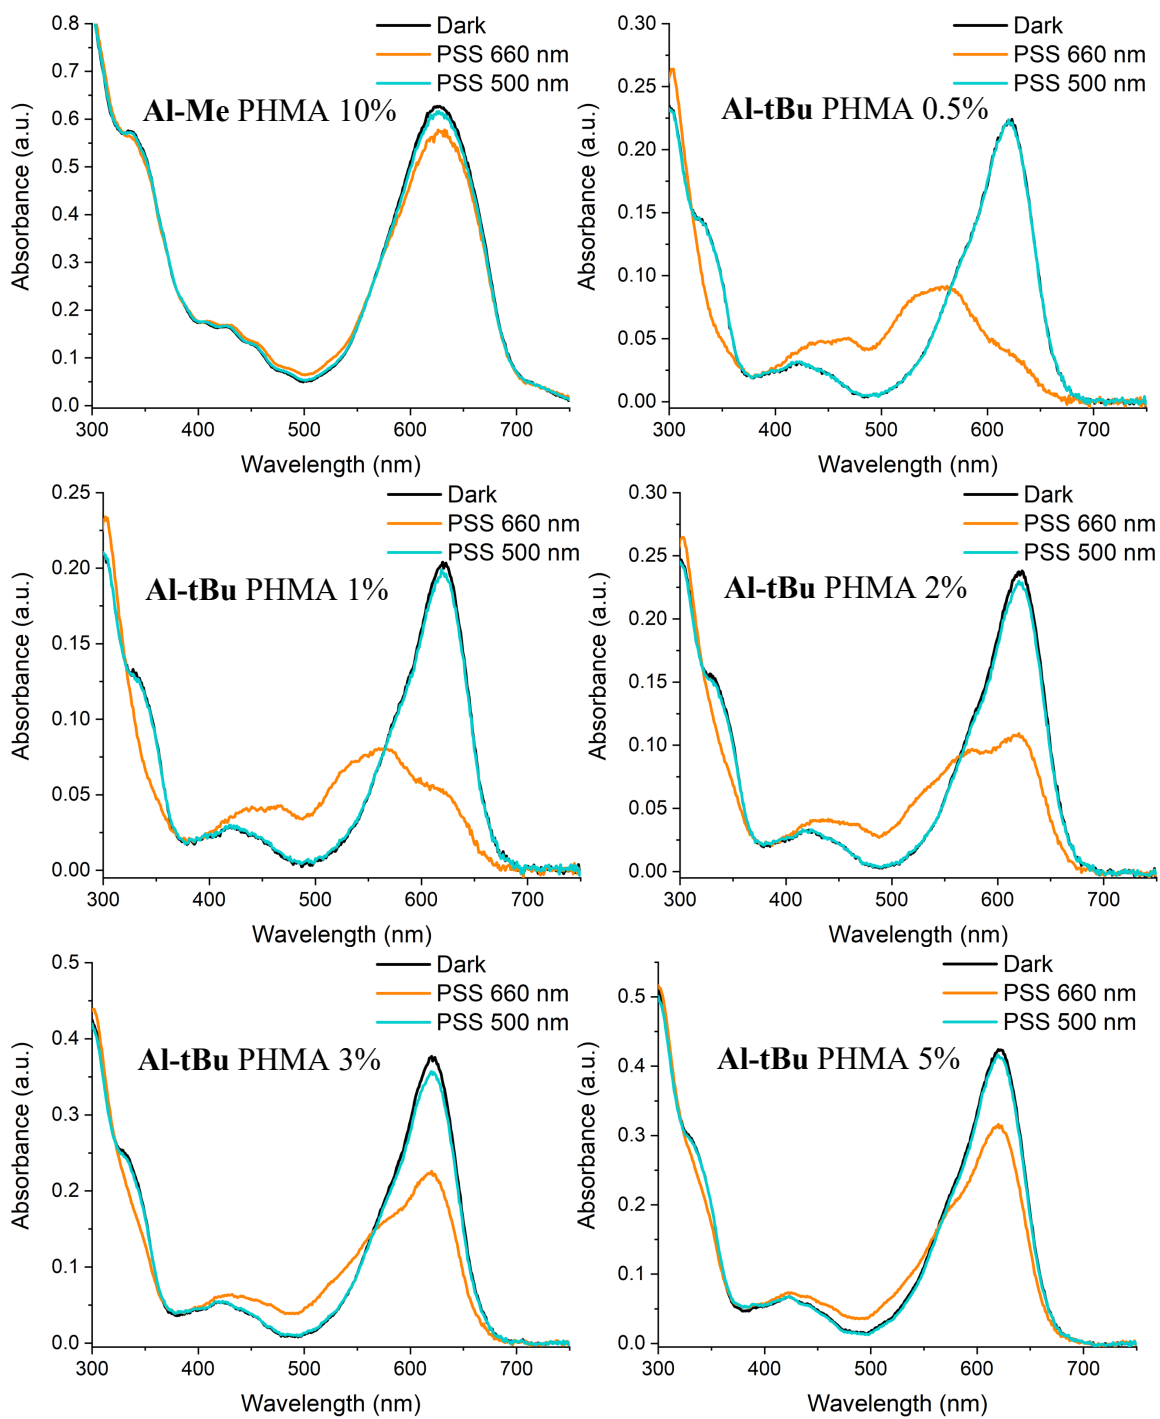 Absorbance (a.u.)
0.8
0.7
0.6
0.5
0.4
0.3
0.2
0.1
0.0
Dark
PSS 660 nm
PSS 500 nm
Al-Me PHMA 10%
300 400 500 600 700
Wavelength (nm)
Absorbance (a.u.)
0.30
0.25
0.20
0.15
0.10
0.05
0.00
Dark
PSS 660 nm
PSS 500 nm
Al-tBu PHMA 0.5%
300 400 500 600 700
Wavelength (nm)
Absorbance (a.u.)
0.25
0.20
0.15
0.10
0.05
0.00
Dark
PSS 660 nm
PSS 500 nm
Al-tBu PHMA 1%
300 400 500 600 700
Wavelength (nm)
Absorbance (a.u.)
0.30
0.25
0.20
0.15
0.10
0.05
0.00
Dark
PSS 660 nm
PSS 500 nm
Al-tBu PHMA 2%
300 400 500 600 700
Wavelength (nm)
Absorbance (a.u.)
0.5
0.4
0.3
0.2
0.1
0.0
Dark
PSS 660 nm
PSS 500 nm
Al-tBu PHMA 3%
300 400 500 600 700
Wavelength (nm)
Absorbance (a.u.)
0.5
0.4
0.3
0.2
0.1
0.0
Dark
PSS 660 nm
PSS 500 nm
Al-tBu PHMA 5%
300 400 500 600 700
Wavelength (nm)